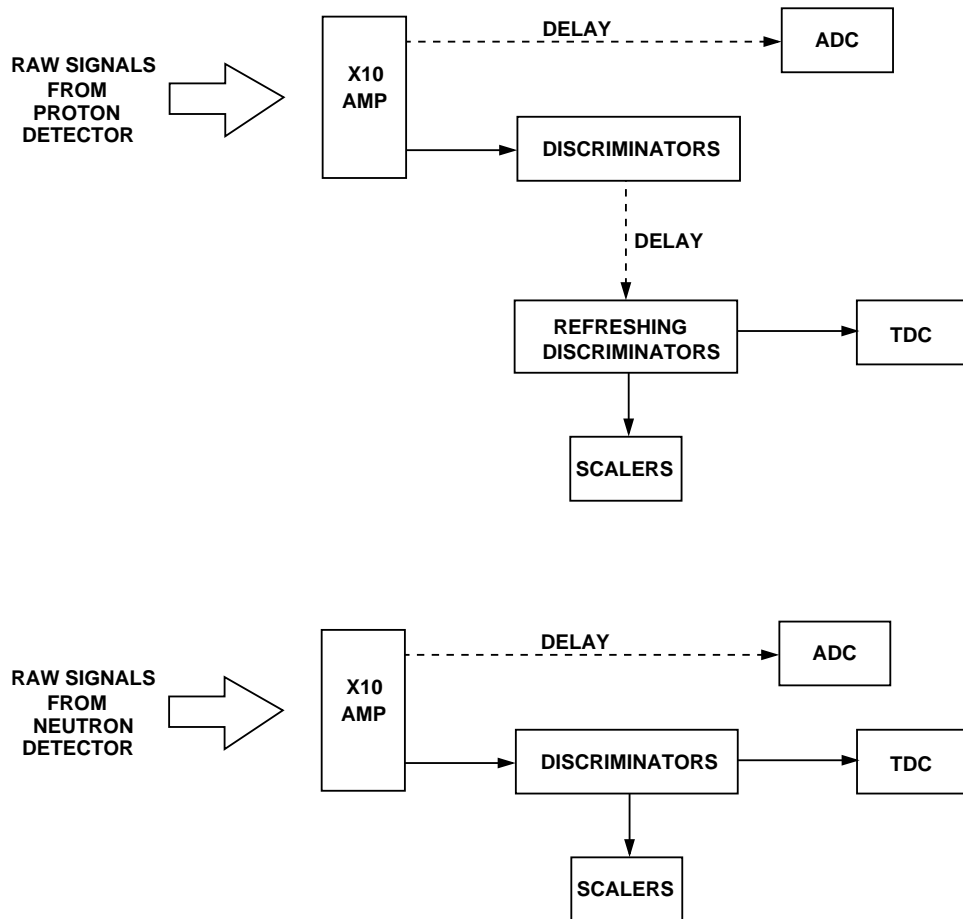 RAW SIGNALS
FROM
PROTON
DETECTOR
X10
AMP
DELAY
ADC
DISCRIMINATORS
DELAY
REFRESHING
DISCRIMINATORS
TDC
SCALERS
RAW SIGNALS
FROM
NEUTRON
DETECTOR
X10
AMP
DELAY
ADC
DISCRIMINATORS
TDC
SCALERS